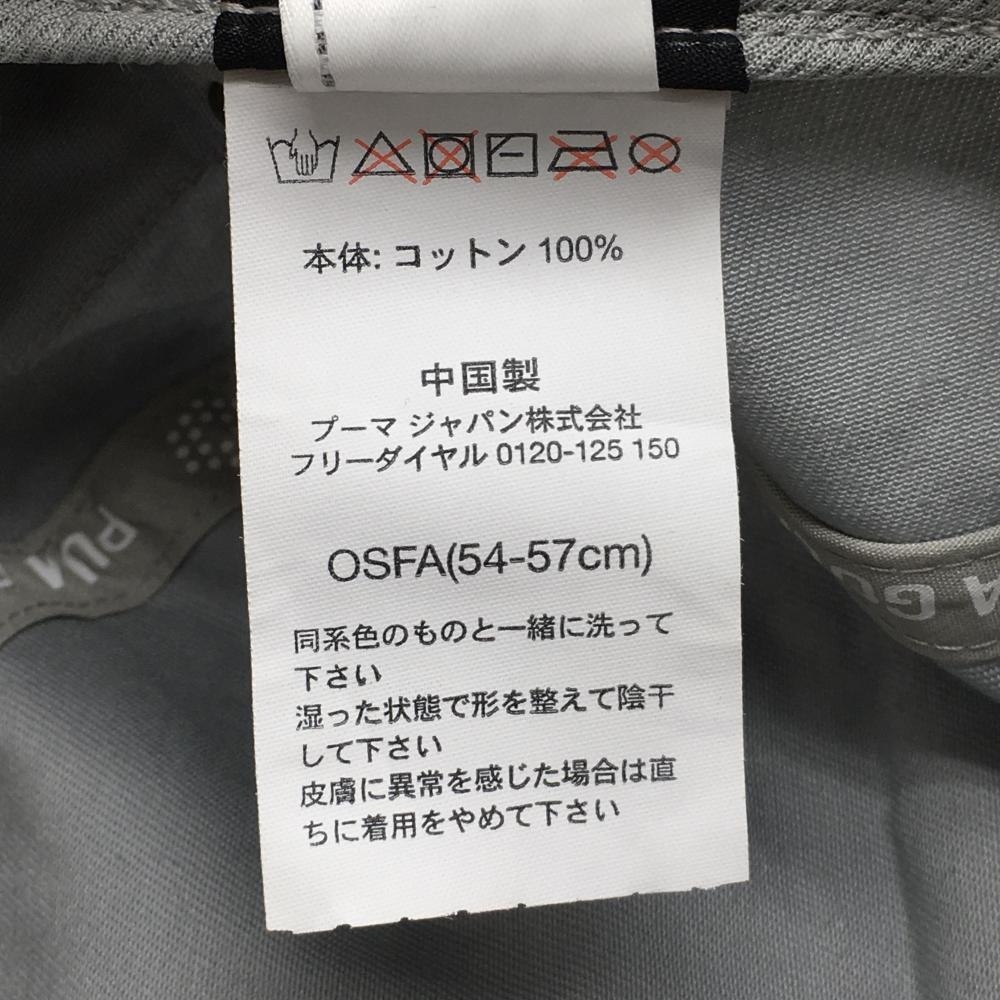 本体: コットン 100%
中国製
プーマ ジャパン株式会社
フリーダイヤル 0120-125 150
OSFA(54-57cm)
同系色のものと一緒に洗って
下さい
湿った状態で形を整えて陰干
して下さい
皮膚に異常を感じた場合は直
ちに着用をやめて下さい